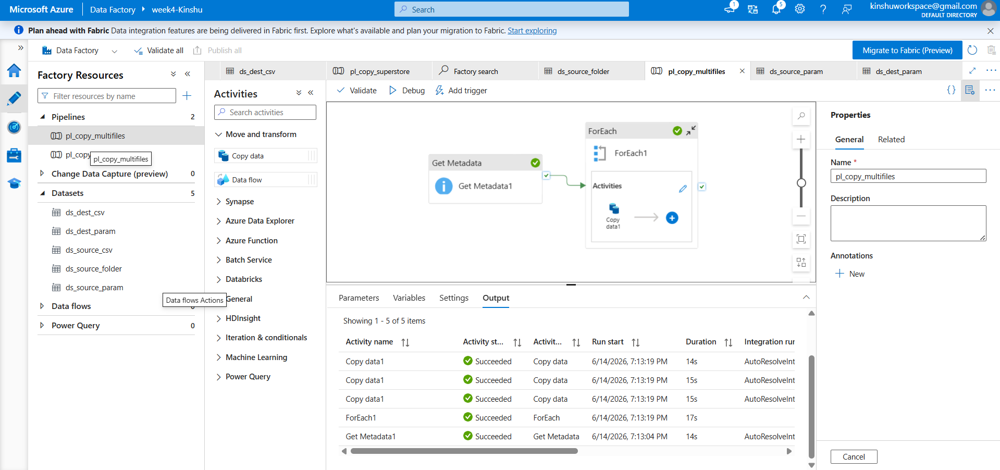 Microsoft Azure
Data Factory
week4-Kinshu
Search
1
5
kinshuworkspace@gmail.com
DEFAULT DIRECTORY
Plan ahead with Fabric Data integration features are being delivered in Fabric first. Explore what's available and plan your migration to Fabric. Start exploring
Data Factory
Validate all
Publish all
Migrate to Fabric (Preview)
Factory Resources
Filter resources by name
Pipelines 2
pl_copy_multifiles
pl_copy
pl_copy_multifiles
Change Data Capture (preview) 0
Datasets 5
ds_dest_csv
ds_dest_param
ds_source_csv
ds_source_folder
ds_source_param
Data flows Actions
Data flows 0
Power Query 0
ds_dest_csv
pl_copy_superstore
Factory search
ds_source_folder
pl_copy_multifiles
ds_source_param
ds_dest_param
Activities
Search activities
Move and transform
Copy data
Data flow
Synapse
Azure Data Explorer
Azure Function
Batch Service
Databricks
General
HDInsight
Iteration & conditionals
Machine Learning
Power Query
Validate
Debug
Add trigger
Get Metadata
Get Metadata1
ForEach
ForEach1
Activities
Copy
data1
Parameters
Variables
Settings
Output
Showing 1 - 5 of 5 items
Activity name Activity st... Activit... Run start Duration Integration run
Copy data1 Succeeded Copy data 6/14/2026, 7:13:19 PM 14s AutoResolveInt
Copy data1 Succeeded Copy data 6/14/2026, 7:13:19 PM 15s AutoResolveInt
Copy data1 Succeeded Copy data 6/14/2026, 7:13:19 PM 15s AutoResolveInt
ForEach1 Succeeded ForEach 6/14/2026, 7:13:19 PM 17s
Get Metadata1 Succeeded Get Metadata 6/14/2026, 7:13:04 PM 14s AutoResolveInt
Properties
General
Related
Name *
pl_copy_multifiles
Description
Annotations
New
Cancel